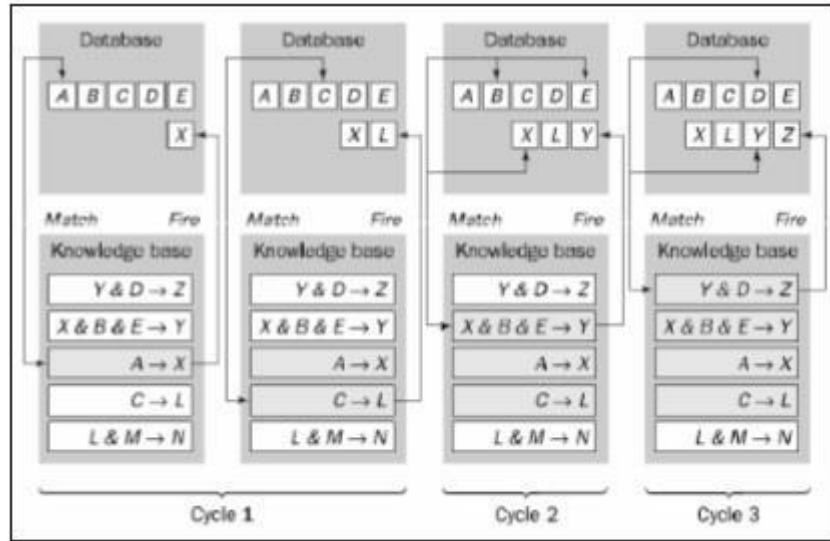 Database
A B C D E
X
Match Fire
Knowledge base
Y & D → Z
X & B & E → Y
A → X
C → L
L & M → N
Database
A B C D E
X L
Match Fire
Knowledge base
Y & D → Z
X & B & E → Y
A → X
C → L
L & M → N
Cycle 1
Database
A B C D E
X L Y
Match Fire
Knowledge base
Y & D → Z
X & B & E → Y
A → X
C → L
L & M → N
Cycle 2
Database
A B C D E
X L Y Z
Match Fire
Knowledge base
Y & D → Z
X & B & E → Y
A → X
C → L
L & M → N
Cycle 3